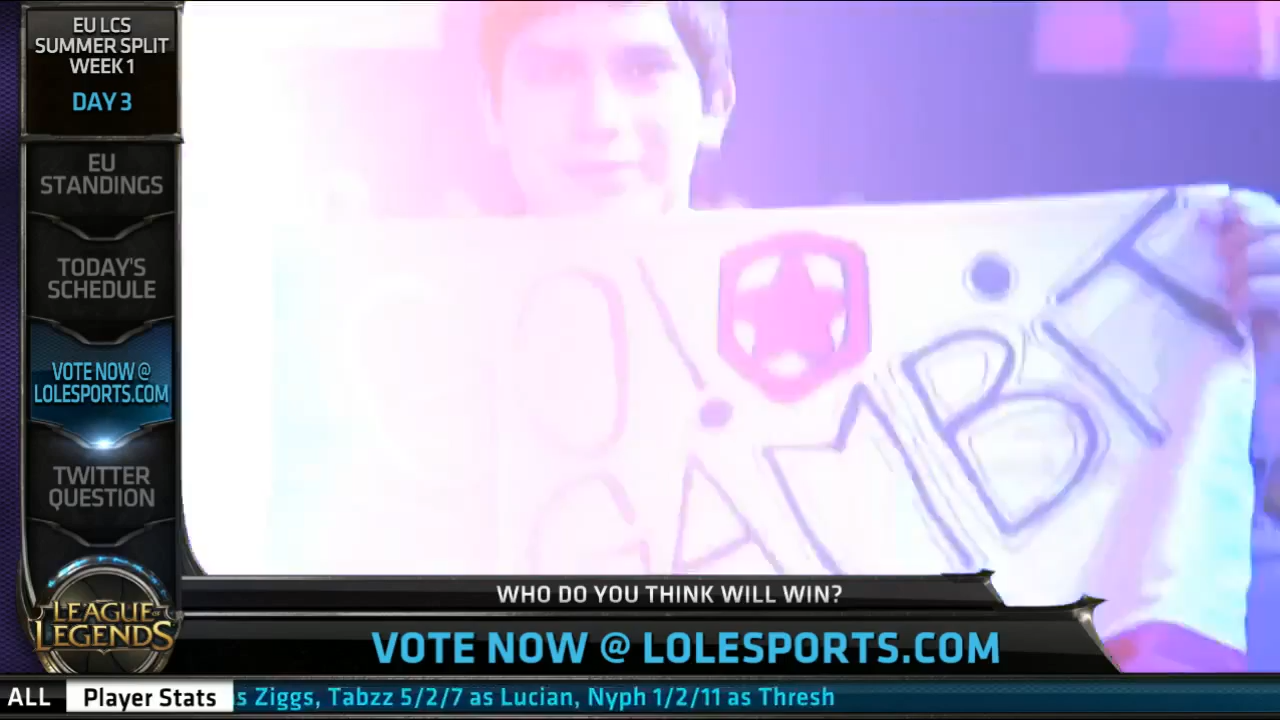 EU LCS
SUMMER SPLIT
WEEK 1
DAY 3
EU
STANDINGS
TODAY'S
SCHEDULE
VOTE NOW @
LOLESPORTS.COM
TWITTER
QUESTION
LEAGUE OF
LEGENDS
GO!
GAMBIT
WHO DO YOU THINK WILL WIN?
VOTE NOW @ LOLESPORTS.COM
ALL Player Stats s Ziggs, Tabzz 5/2/7 as Lucian, Nyph 1/2/11 as Thresh